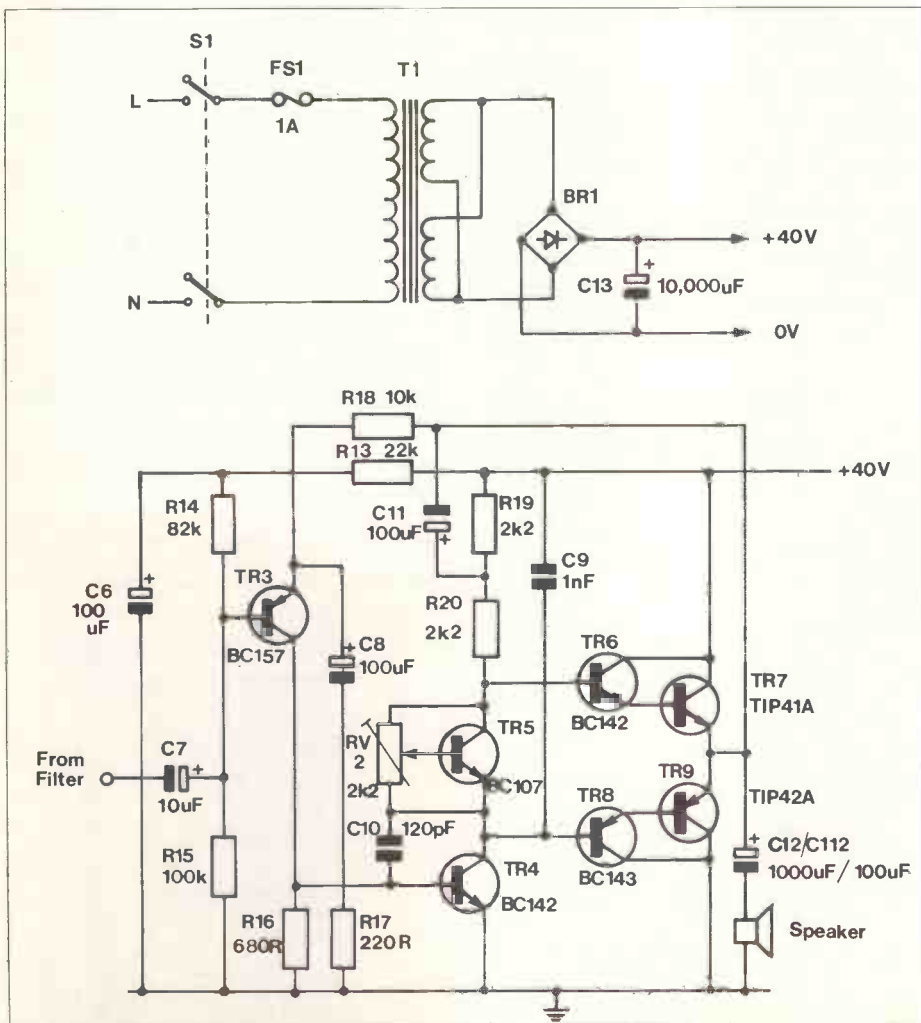 S1
FS1
T1
L
1A
BR1
+40V
N
C13
+
10,000uF
0V
R18 10k
R13 22k
+40V
R14
82k
C11
100uF
+
R19
2k2
C9
1nF
TR3
C6
100
uF
+
R20
2k2
BC157
C8
100uF
+
TR6
TR7
BC142
TIP41A
TR5
RV
2
2k2
From
Filter
C7
10uF
+
BC107
TR8
TR9
TIP42A
C10
120pF
BC143
+
C12/C112
1000uF/100uF
R15
100k
TR4
BC142
R16
680R
R17
220R
Speaker